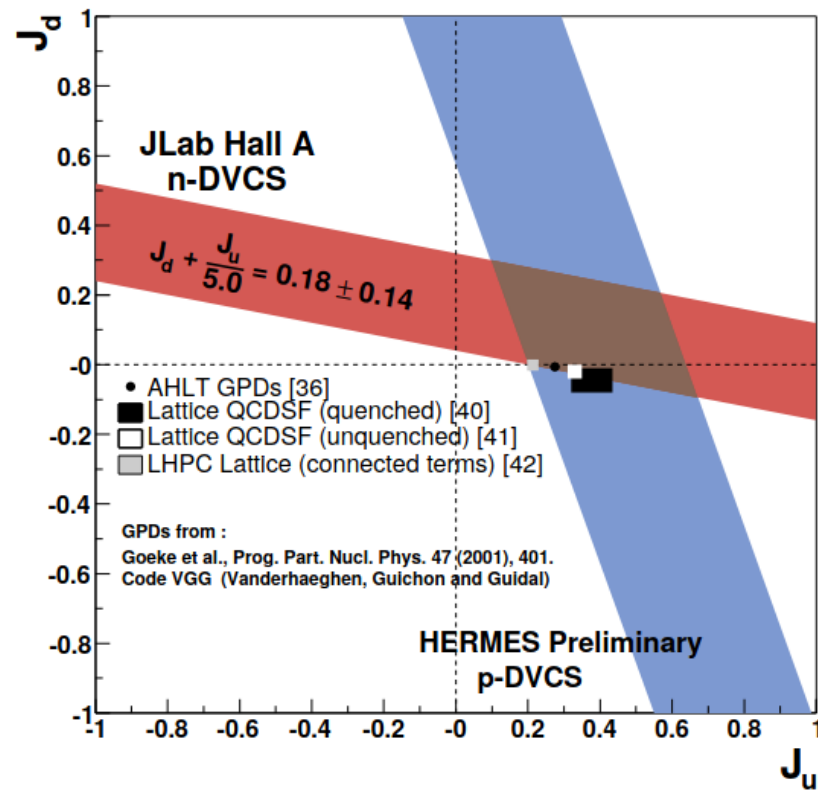 J_d
1
0.8
0.6
0.4
0.2
-0
-0.2
-0.4
-0.6
-0.8
-1
JLab Hall A
n-DVCS
J_d + J_u/5.0 = 0.18 ± 0.14
AHLT GPDs [36]
Lattice QCDSF (quenched) [40]
Lattice QCDSF (unquenched) [41]
LHPC Lattice (connected terms) [42]
GPDs from :
Goeke et al., Prog. Part. Nucl. Phys. 47 (2001), 401.
Code VGG (Vanderhaeghen, Guichon and Guidal)
HERMES Preliminary
p-DVCS
-1 -0.8 -0.6 -0.4 -0.2 -0 0.2 0.4 0.6 0.8 1
J_u